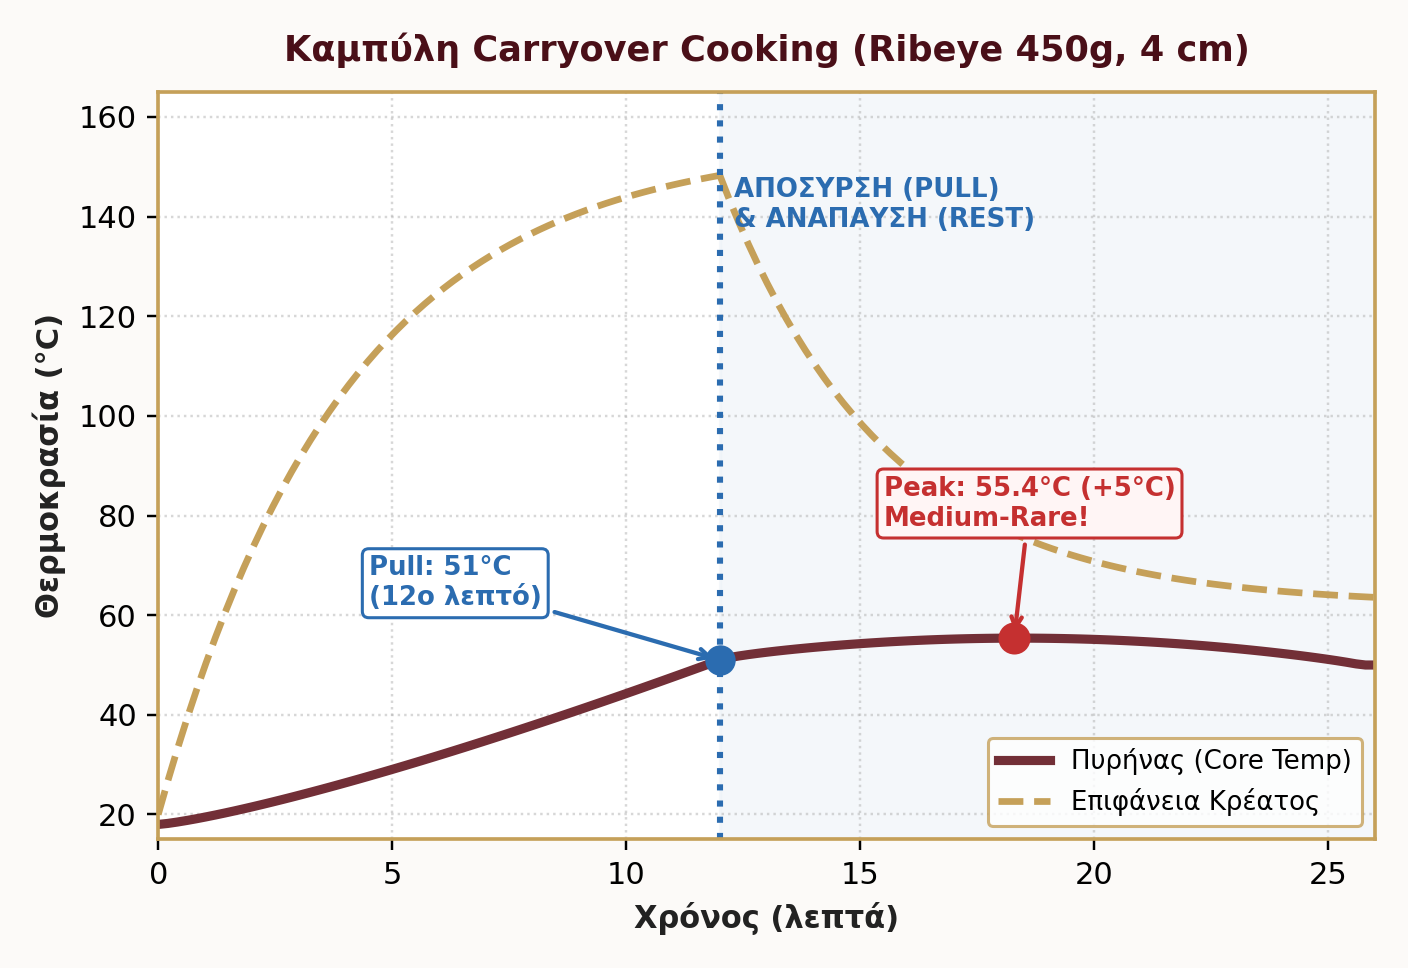 Καμπύλη Carryover Cooking (Ribeye 450g, 4 cm)
160
140
120
100
80
60
40
20
Θερμοκρασία (°C)
ΑΠΟΣΥΡΣΗ (PULL)
& ΑΝΑΠΑΥΣΗ (REST)
Peak: 55.4°C (+5°C)
Medium-Rare!
Pull: 51°C
(12ο λεπτό)
Πυρήνας (Core Temp)
Επιφάνεια Κρέατος
0 5 10 15 20 25
Χρόνος (λεπτά)